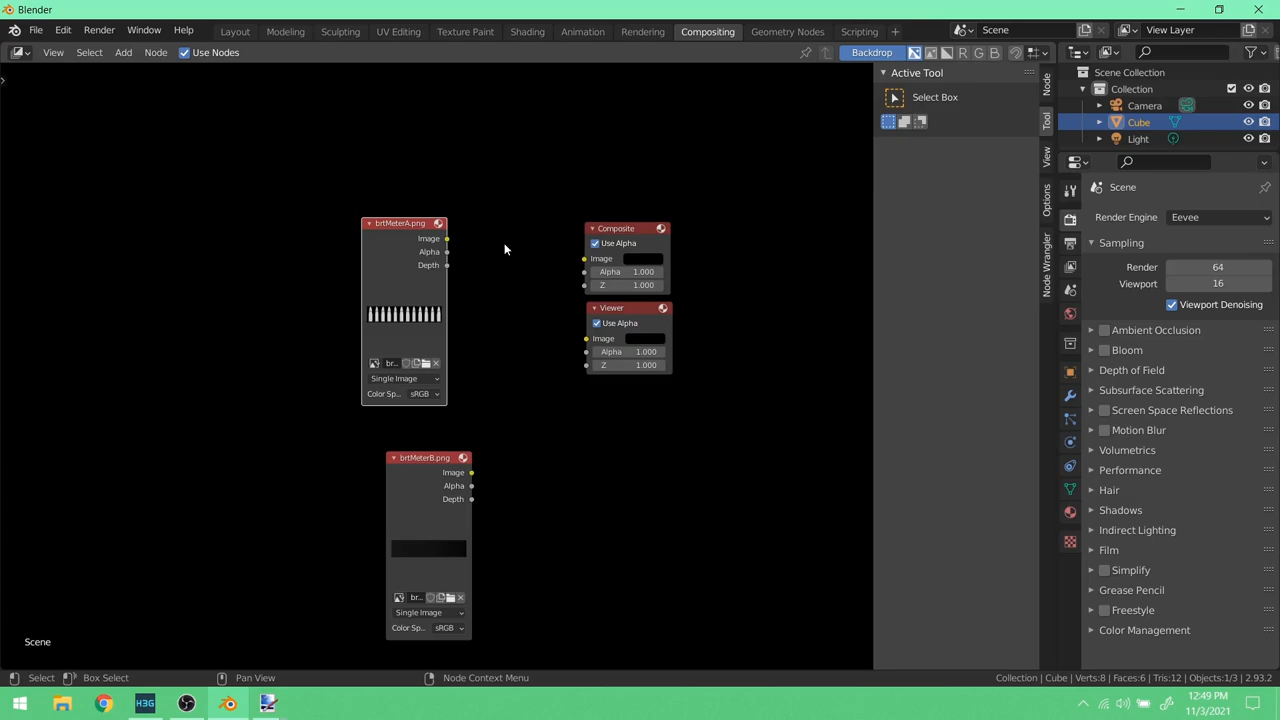 Blender
File Edit Render Window Help
Layout Modeling Sculpting UV Editing Texture Paint Shading Animation Rendering Compositing Geometry Nodes Scripting +
Scene
View Layer
View Select Add Node Use Nodes
Backdrop R G B
Active Tool
Select Box
Node
Tool
View
Options
Node Wrangler
brtMeterA.png
Image
Alpha
Depth
br...
Single Image
Color Sp... sRGB
Composite
Use Alpha
Image
Alpha 1.000
Z 1.000
Viewer
Use Alpha
Image
Alpha 1.000
Z 1.000
brtMeterB.png
Image
Alpha
Depth
br...
Single Image
Color Sp... sRGB
Scene
Scene Collection
Collection
Camera
Cube
Light
Scene
Render Engine Eevee
Sampling
Render 64
Viewport 16
Viewport Denoising
Ambient Occlusion
Bloom
Depth of Field
Subsurface Scattering
Screen Space Reflections
Motion Blur
Volumetrics
Performance
Hair
Shadows
Indirect Lighting
Film
Simplify
Grease Pencil
Freestyle
Color Management
Select Box Select Pan View Node Context Menu
Collection | Cube | Verts:8 | Faces:6 | Tris:12 | Objects:1/3 | 2.93.2
H3G
12:49 PM
11/3/2021